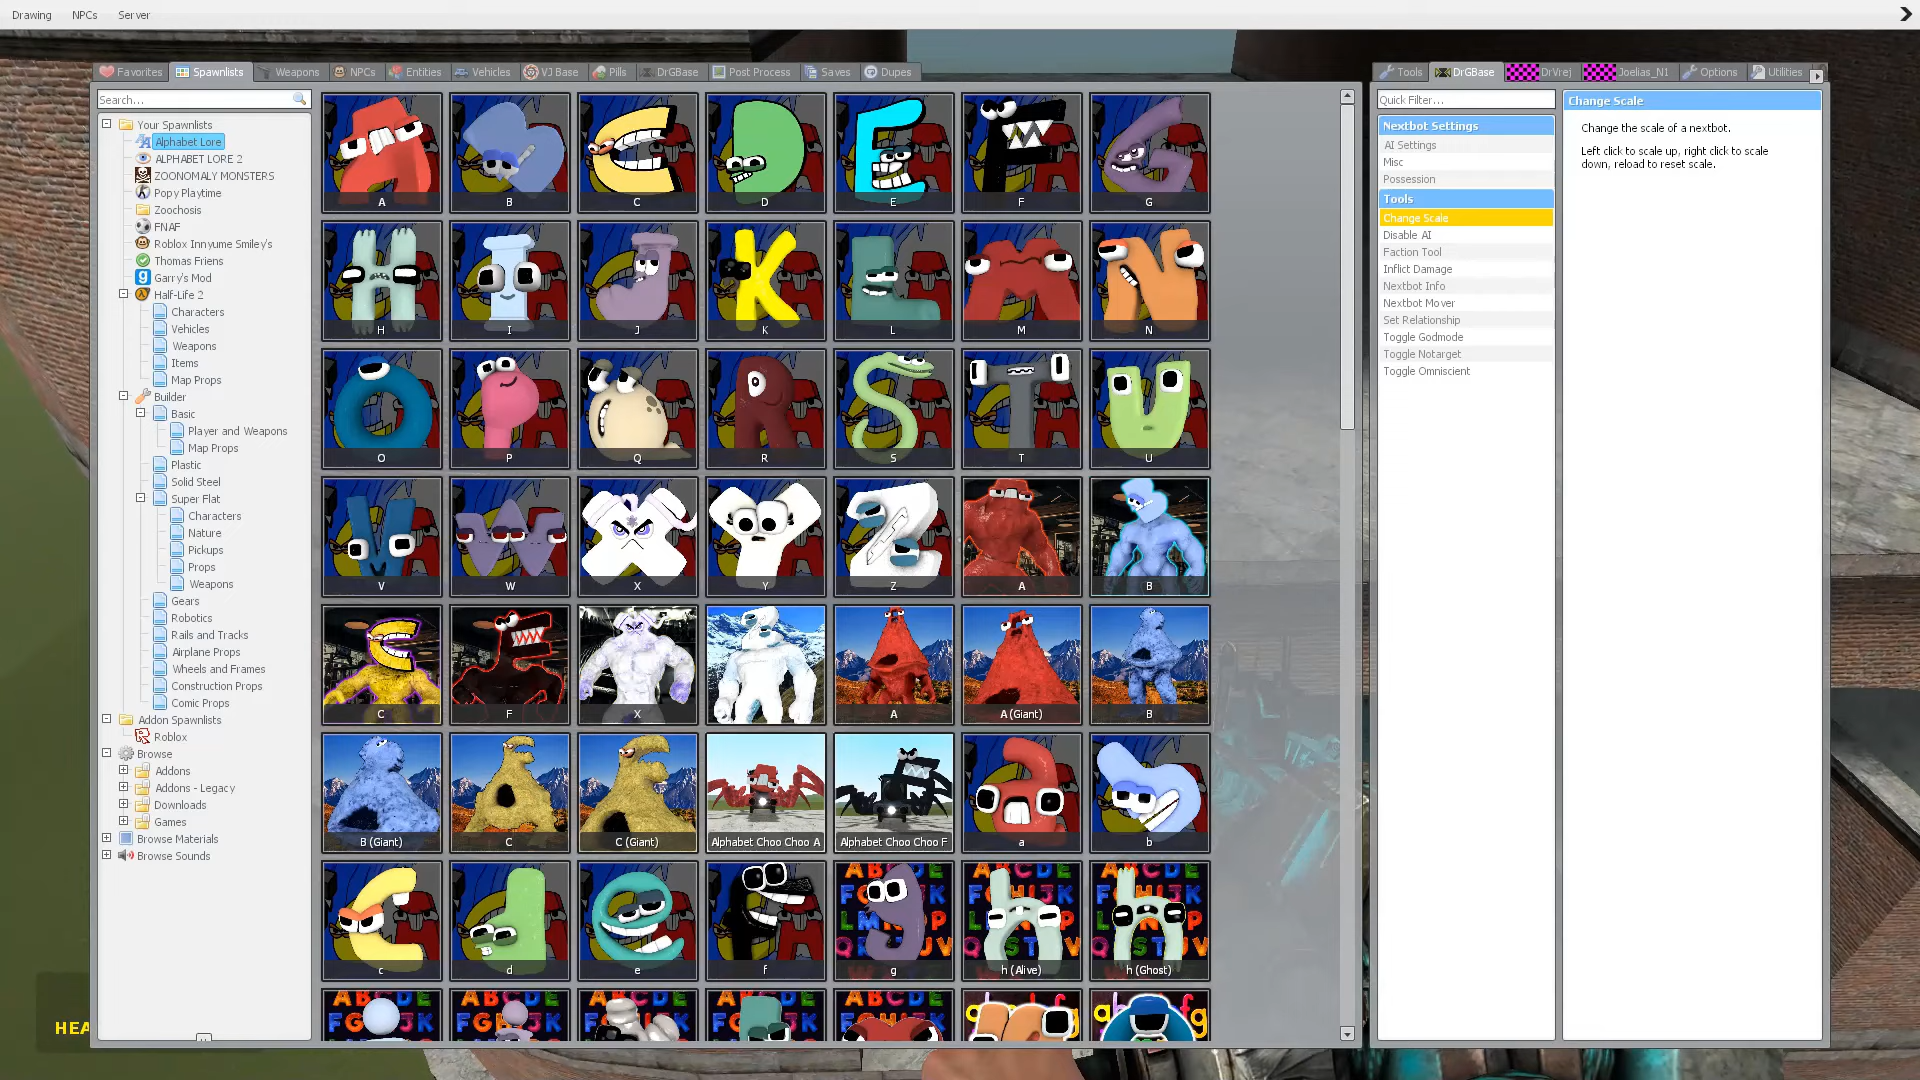 Drawing NPCs Server
Favorites Spawnlists Weapons NPCs Entities Vehicles VJ Base Pills DrGBase Post Process Saves Dupes
Tools DrGBase DrVrej Joelias_N1 Options Utilities
Search...
Your Spawnlists
Alphabet Lore
ALPHABET LORE 2
ZOONOMALY MONSTERS
Popy Playtime
Zoochosis
FNAF
Roblox Innyume Smiley's
Thomas Friens
Garry's Mod
Half-Life 2
Characters
Vehicles
Weapons
Items
Map Props
Builder
Basic
Player and Weapons
Map Props
Plastic
Solid Steel
Super Flat
Characters
Nature
Pickups
Props
Weapons
Gears
Robotics
Rails and Tracks
Airplane Props
Wheels and Frames
Construction Props
Comic Props
Addon Spawnlists
Roblox
Browse
Addons
Addons - Legacy
Downloads
Games
Browse Materials
Browse Sounds
A B C D E F G
H I J K L M N
O P Q R S T U
V W X Y Z A B
C F X A A (Giant) B
B (Giant) C C (Giant) Alphabet Choo Choo A Alphabet Choo Choo F a b
c d e f g h (Alive) h (Ghost)
Quick Filter...
Nextbot Settings
AI Settings
Misc
Possession
Tools
Change Scale
Disable AI
Faction Tool
Inflict Damage
Nextbot Info
Nextbot Mover
Set Relationship
Toggle Godmode
Toggle Notarget
Toggle Omniscient
Change Scale
Change the scale of a nextbot.
Left click to scale up, right click to scale
down, reload to reset scale.
HEA